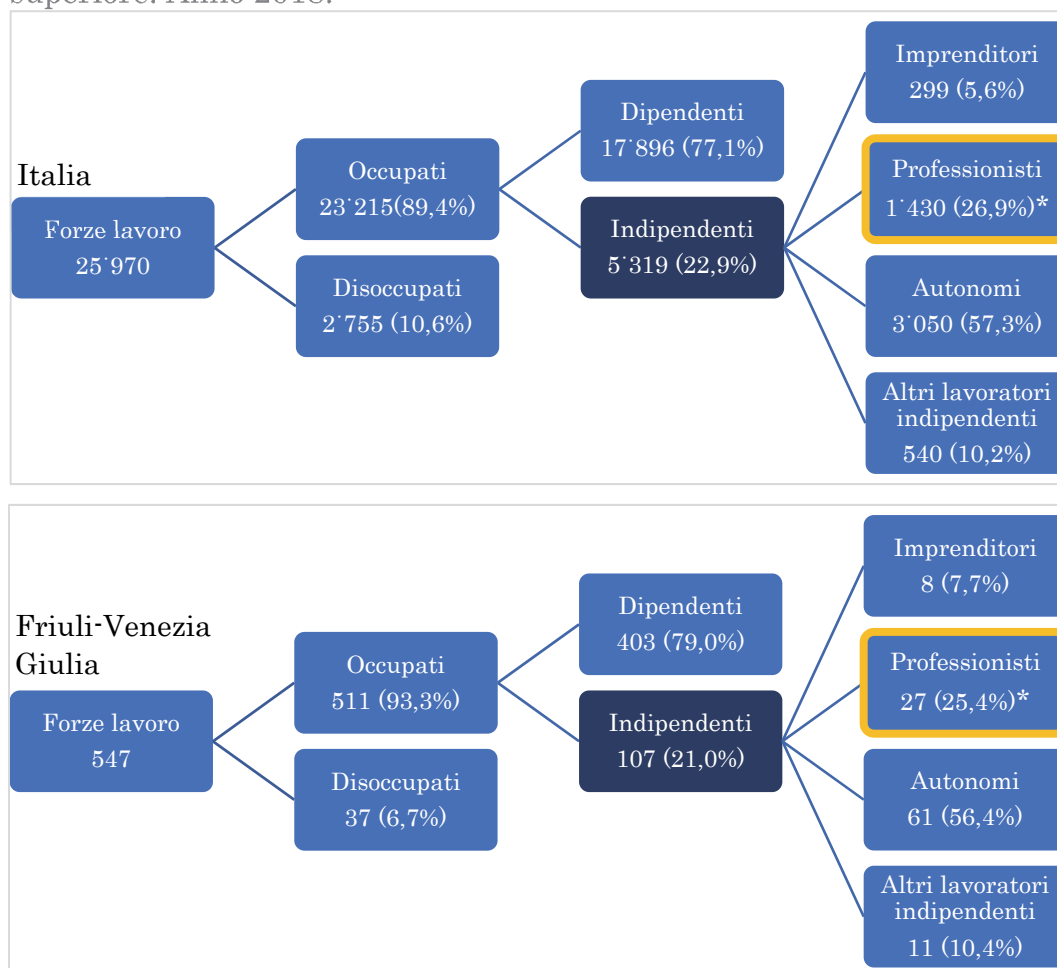 superiore. Anno 2018.
Italia
Forze lavoro
25˙970
Occupati
23˙215(89,4%)
Disoccupati
2˙755 (10,6%)
Dipendenti
17˙896 (77,1%)
Indipendenti
5˙319 (22,9%)
Imprenditori
299 (5,6%)
Professionisti
1˙430 (26,9%)*
Autonomi
3˙050 (57,3%)
Altri lavoratori
indipendenti
540 (10,2%)
Friuli-Venezia
Giulia
Forze lavoro
547
Occupati
511 (93,3%)
Disoccupati
37 (6,7%)
Dipendenti
403 (79,0%)
Indipendenti
107 (21,0%)
Imprenditori
8 (7,7%)
Professionisti
27 (25,4%)*
Autonomi
61 (56,4%)
Altri lavoratori
indipendenti
11 (10,4%)